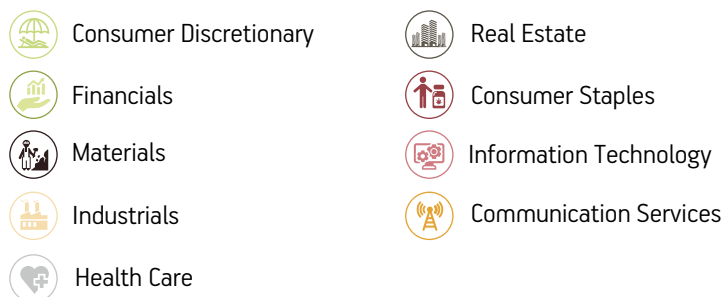 Consumer Discretionary
Financials
Materials
Industrials
Health Care
Real Estate
Consumer Staples
Information Technology
Communication Services